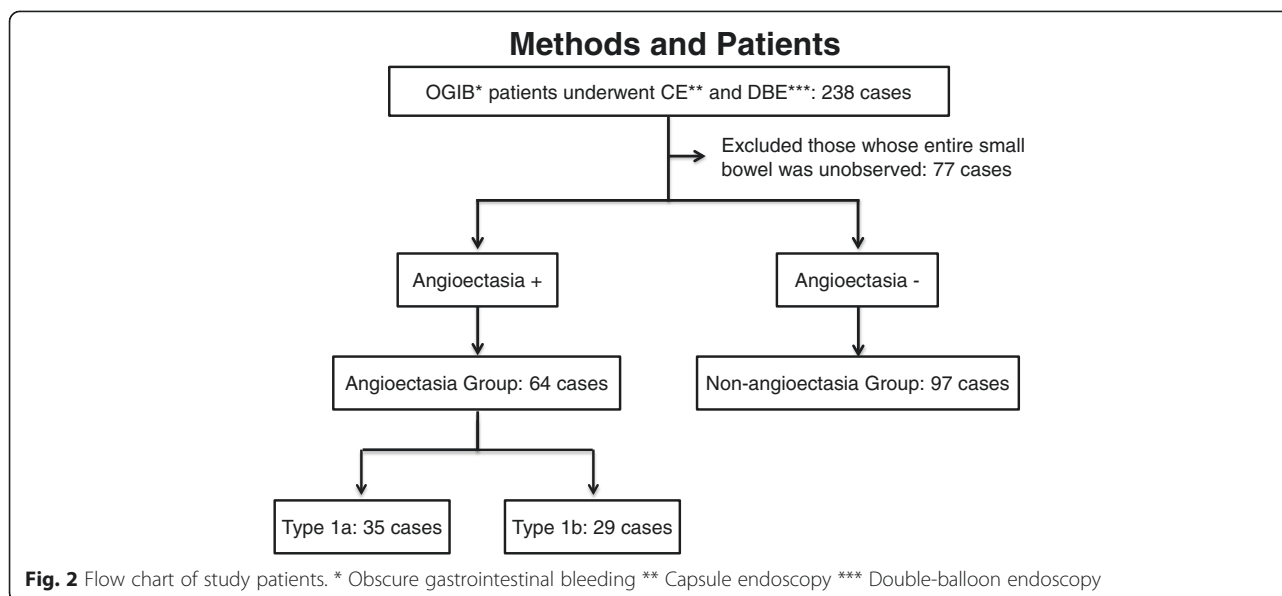 Methods and Patients
OGIB* patients underwent CE** and DBE***: 238 cases
Excluded those whose entire small
bowel was unobserved: 77 cases
Angioectasia +
Angioectasia -
Angioectasia Group: 64 cases
Non-angioectasia Group: 97 cases
Type 1a: 35 cases
Type 1b: 29 cases
Fig. 2 Flow chart of study patients. * Obscure gastrointestinal bleeding ** Capsule endoscopy *** Double-balloon endoscopy